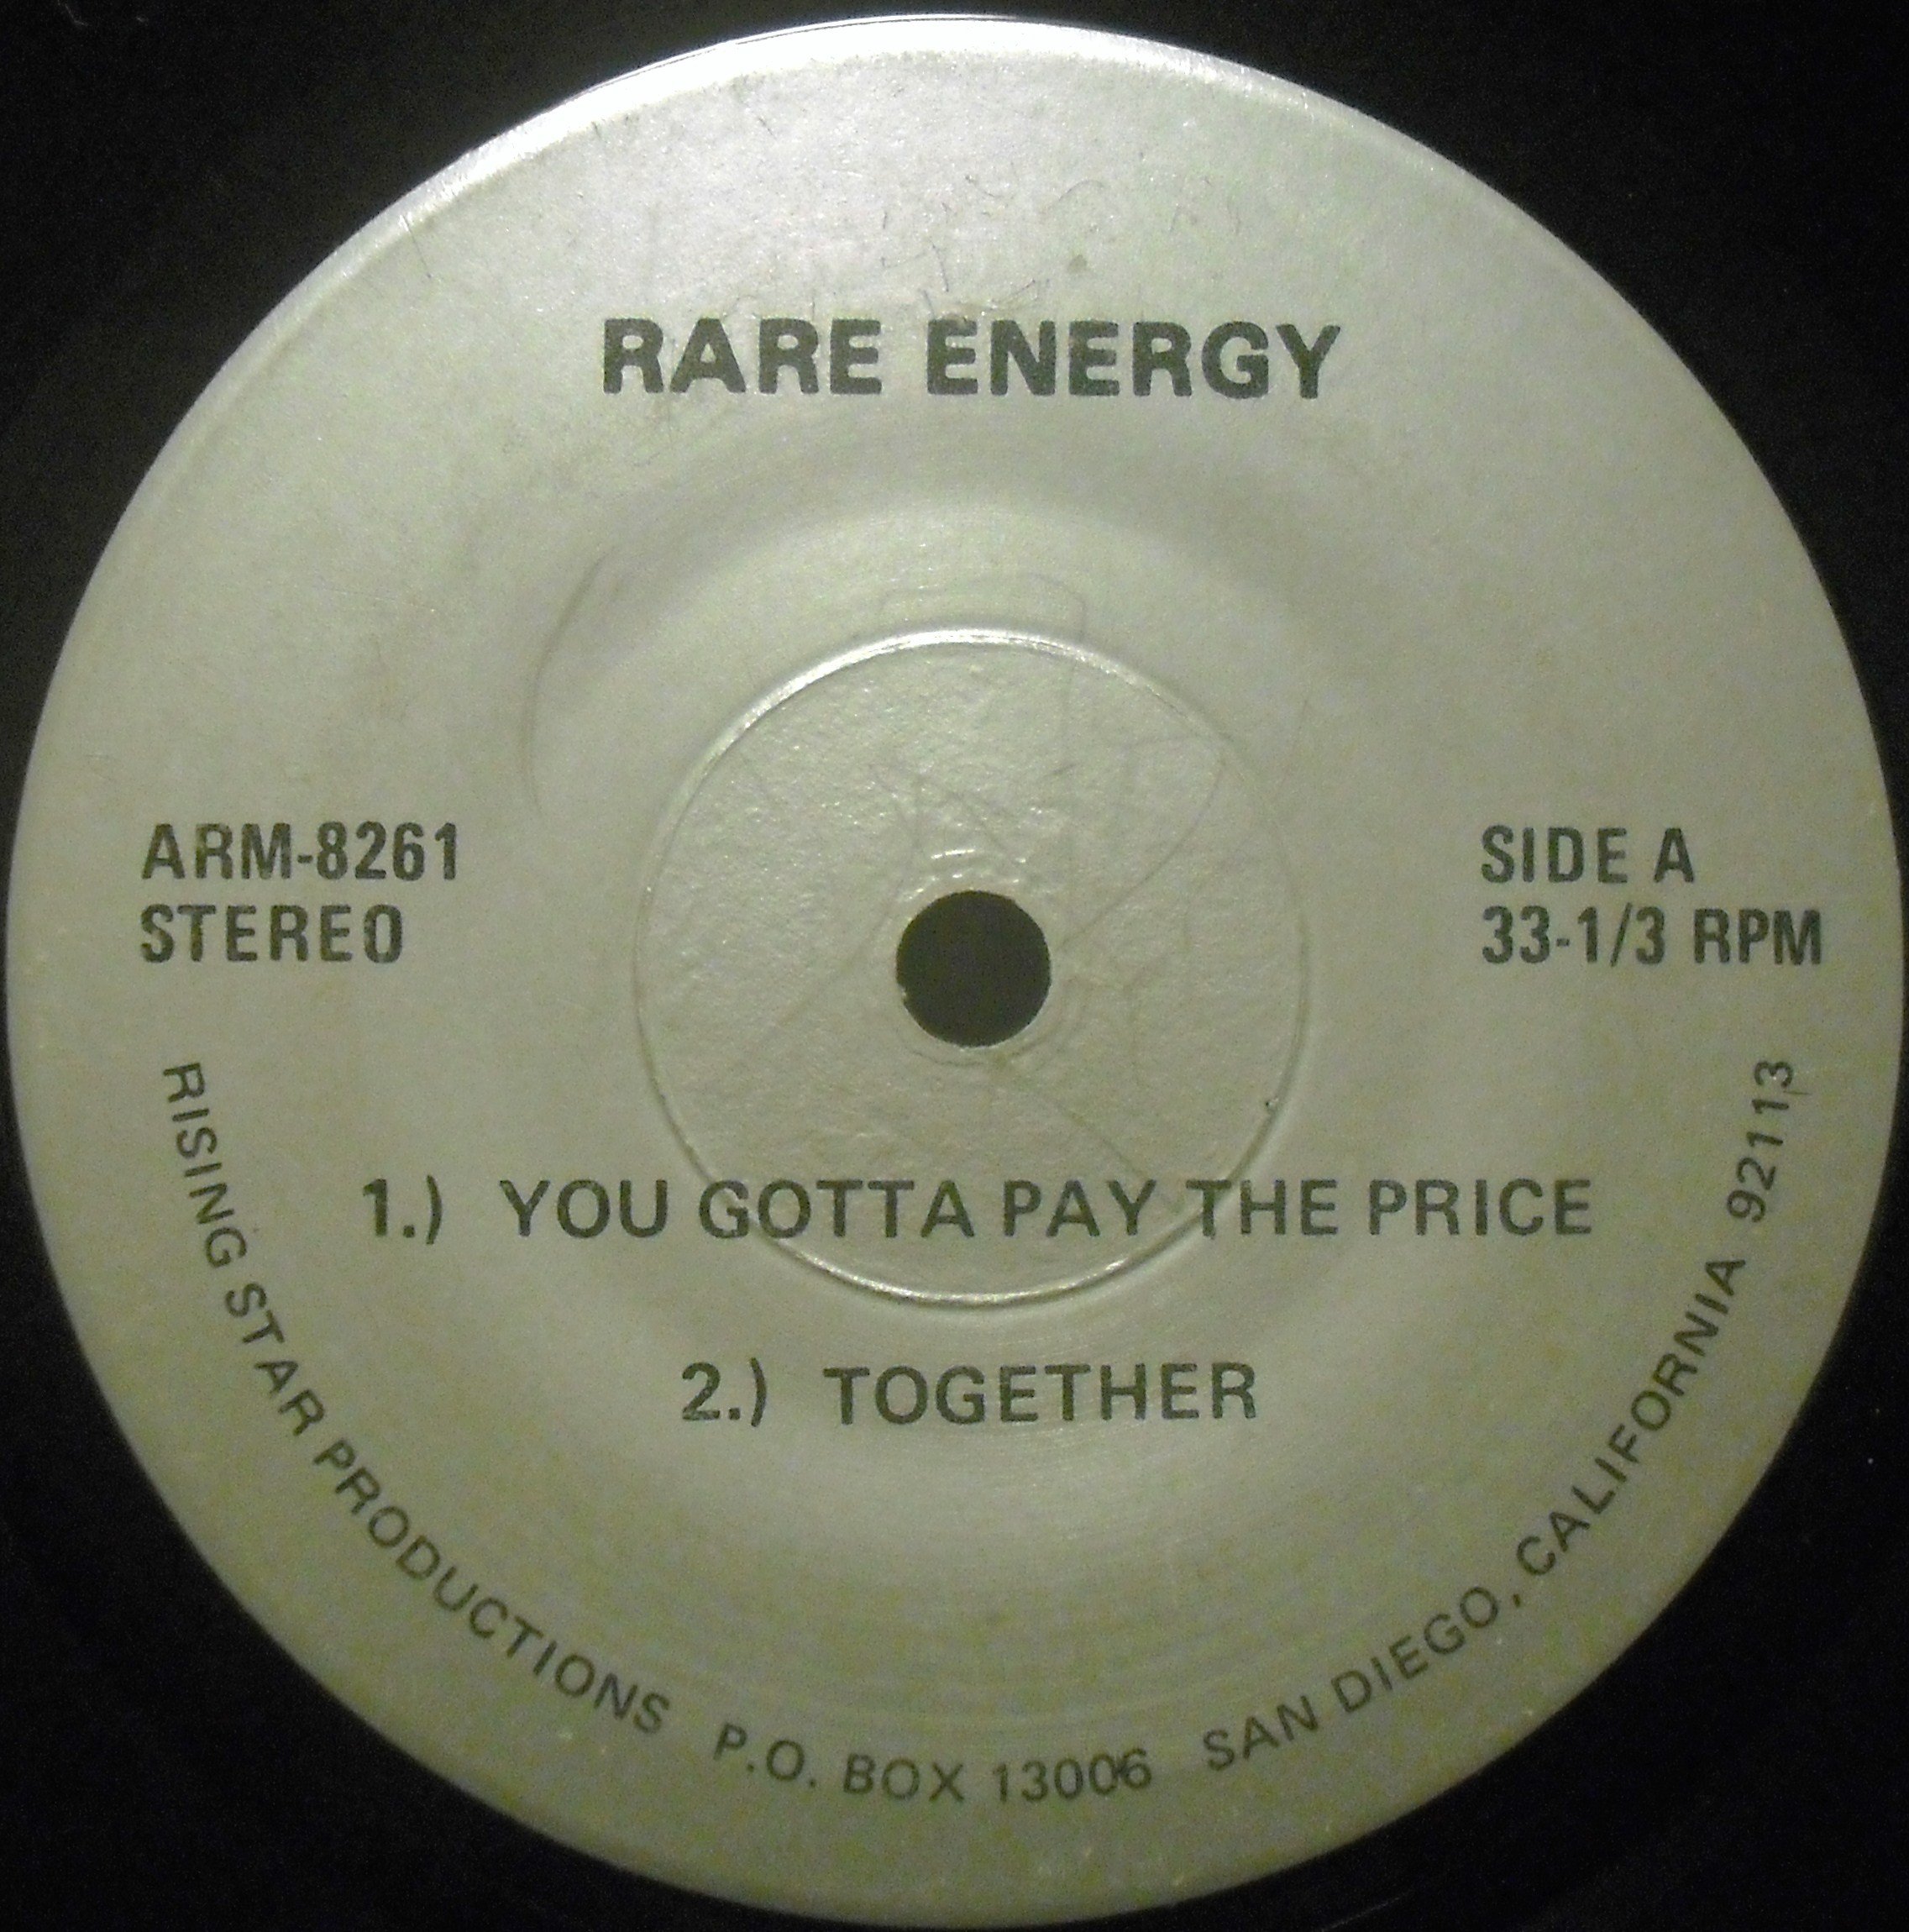 RARE ENERGY
ARM-8261
STEREO
SIDE A
33-1/3 RPM
1.) YOU GOTTA PAY THE PRICE
2.) TOGETHER
RISING STAR PRODUCTIONS P.O. BOX 13006 SAN DIEGO, CALIFORNIA 92113